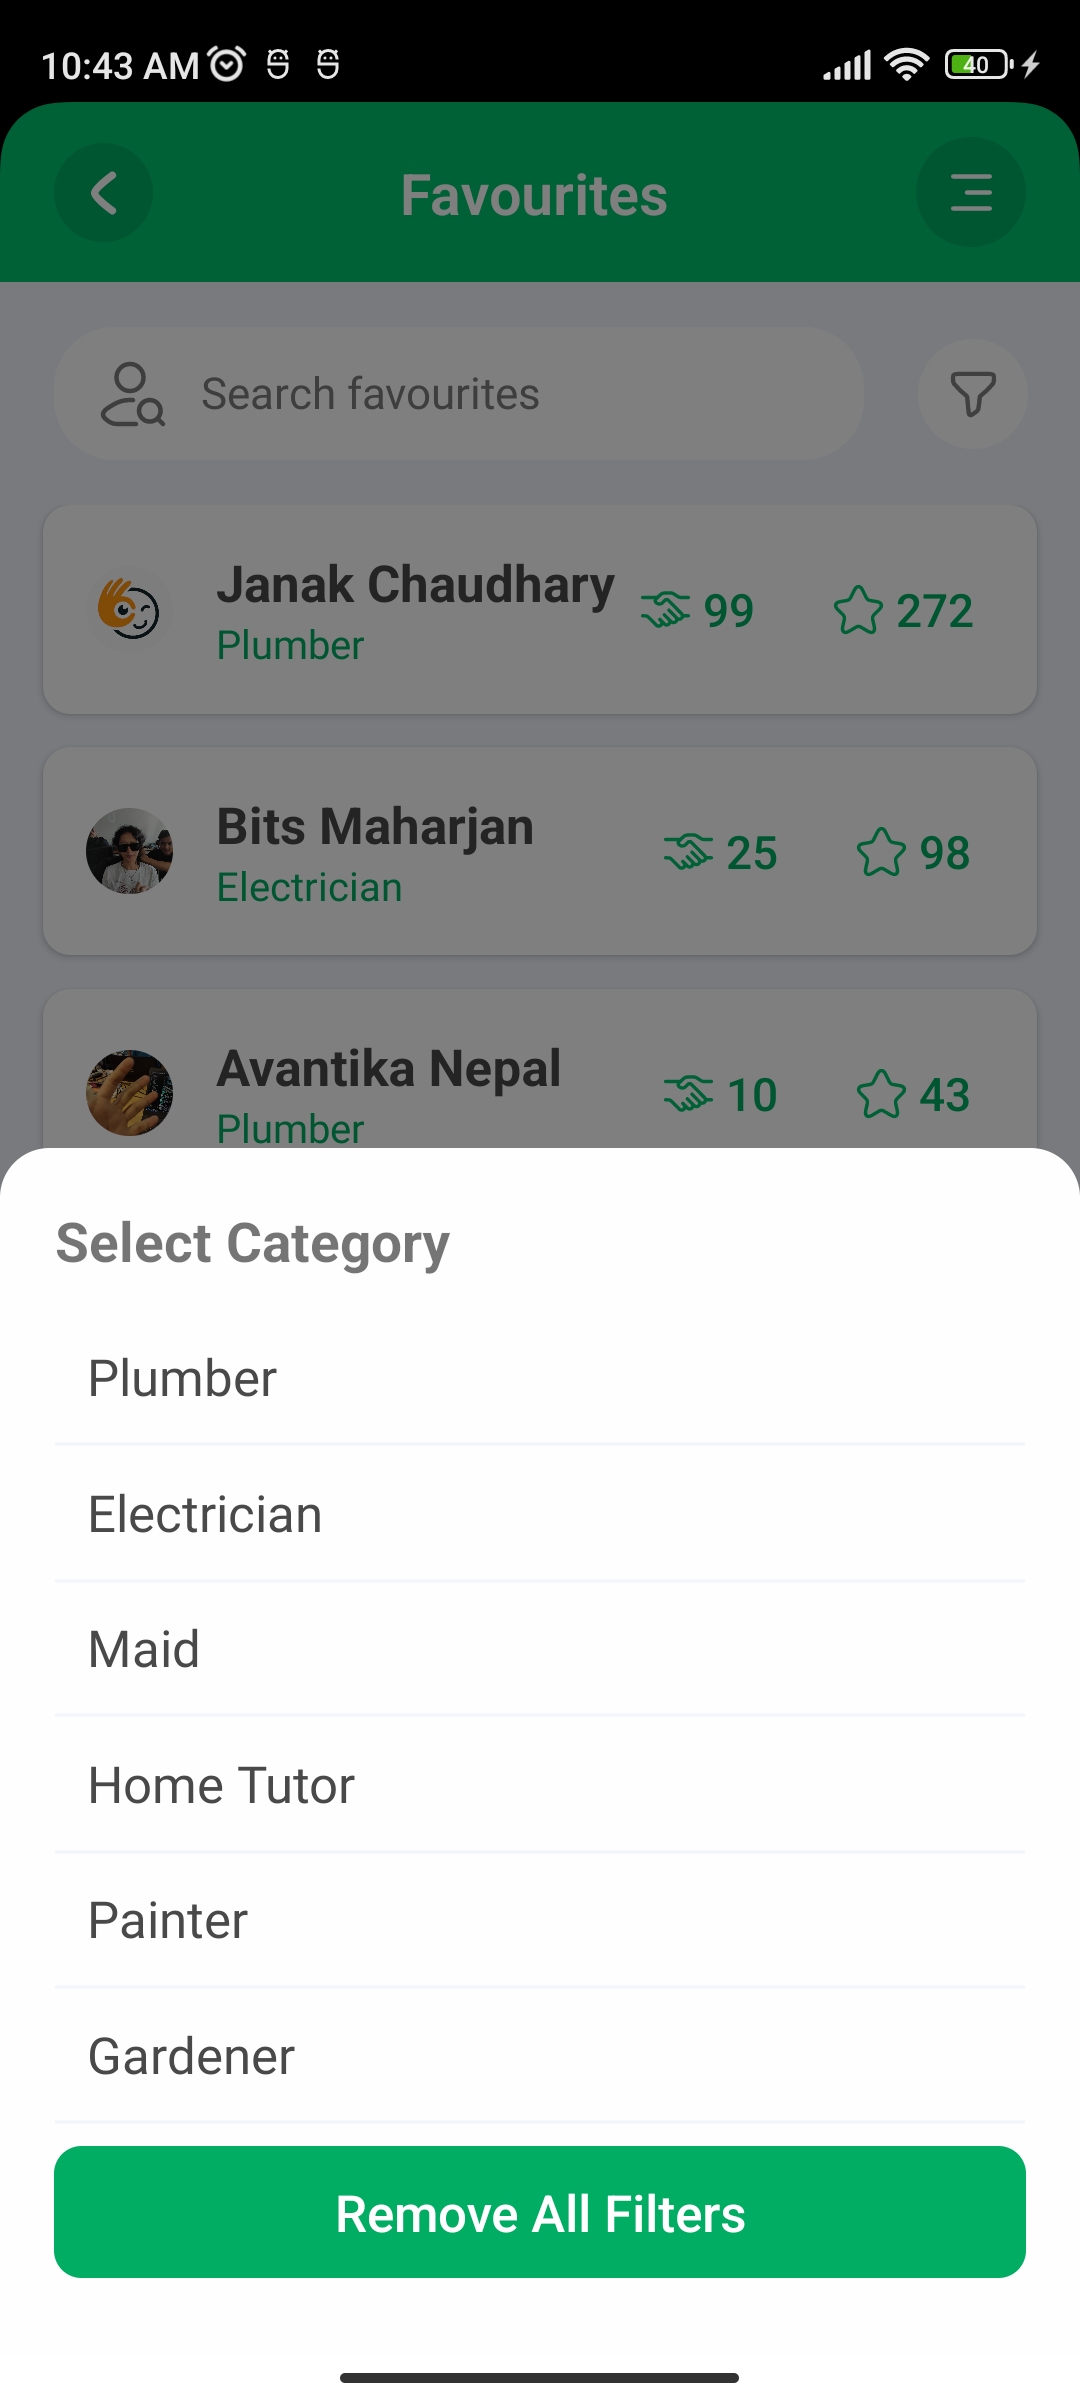 10:43 AM
40
Favourites
Search favourites
Janak Chaudhary 99 272
Plumber
Bits Maharjan 25 98
Electrician
Avantika Nepal 10 43
Plumber
Select Category
Plumber
Electrician
Maid
Home Tutor
Painter
Gardener
Remove All Filters